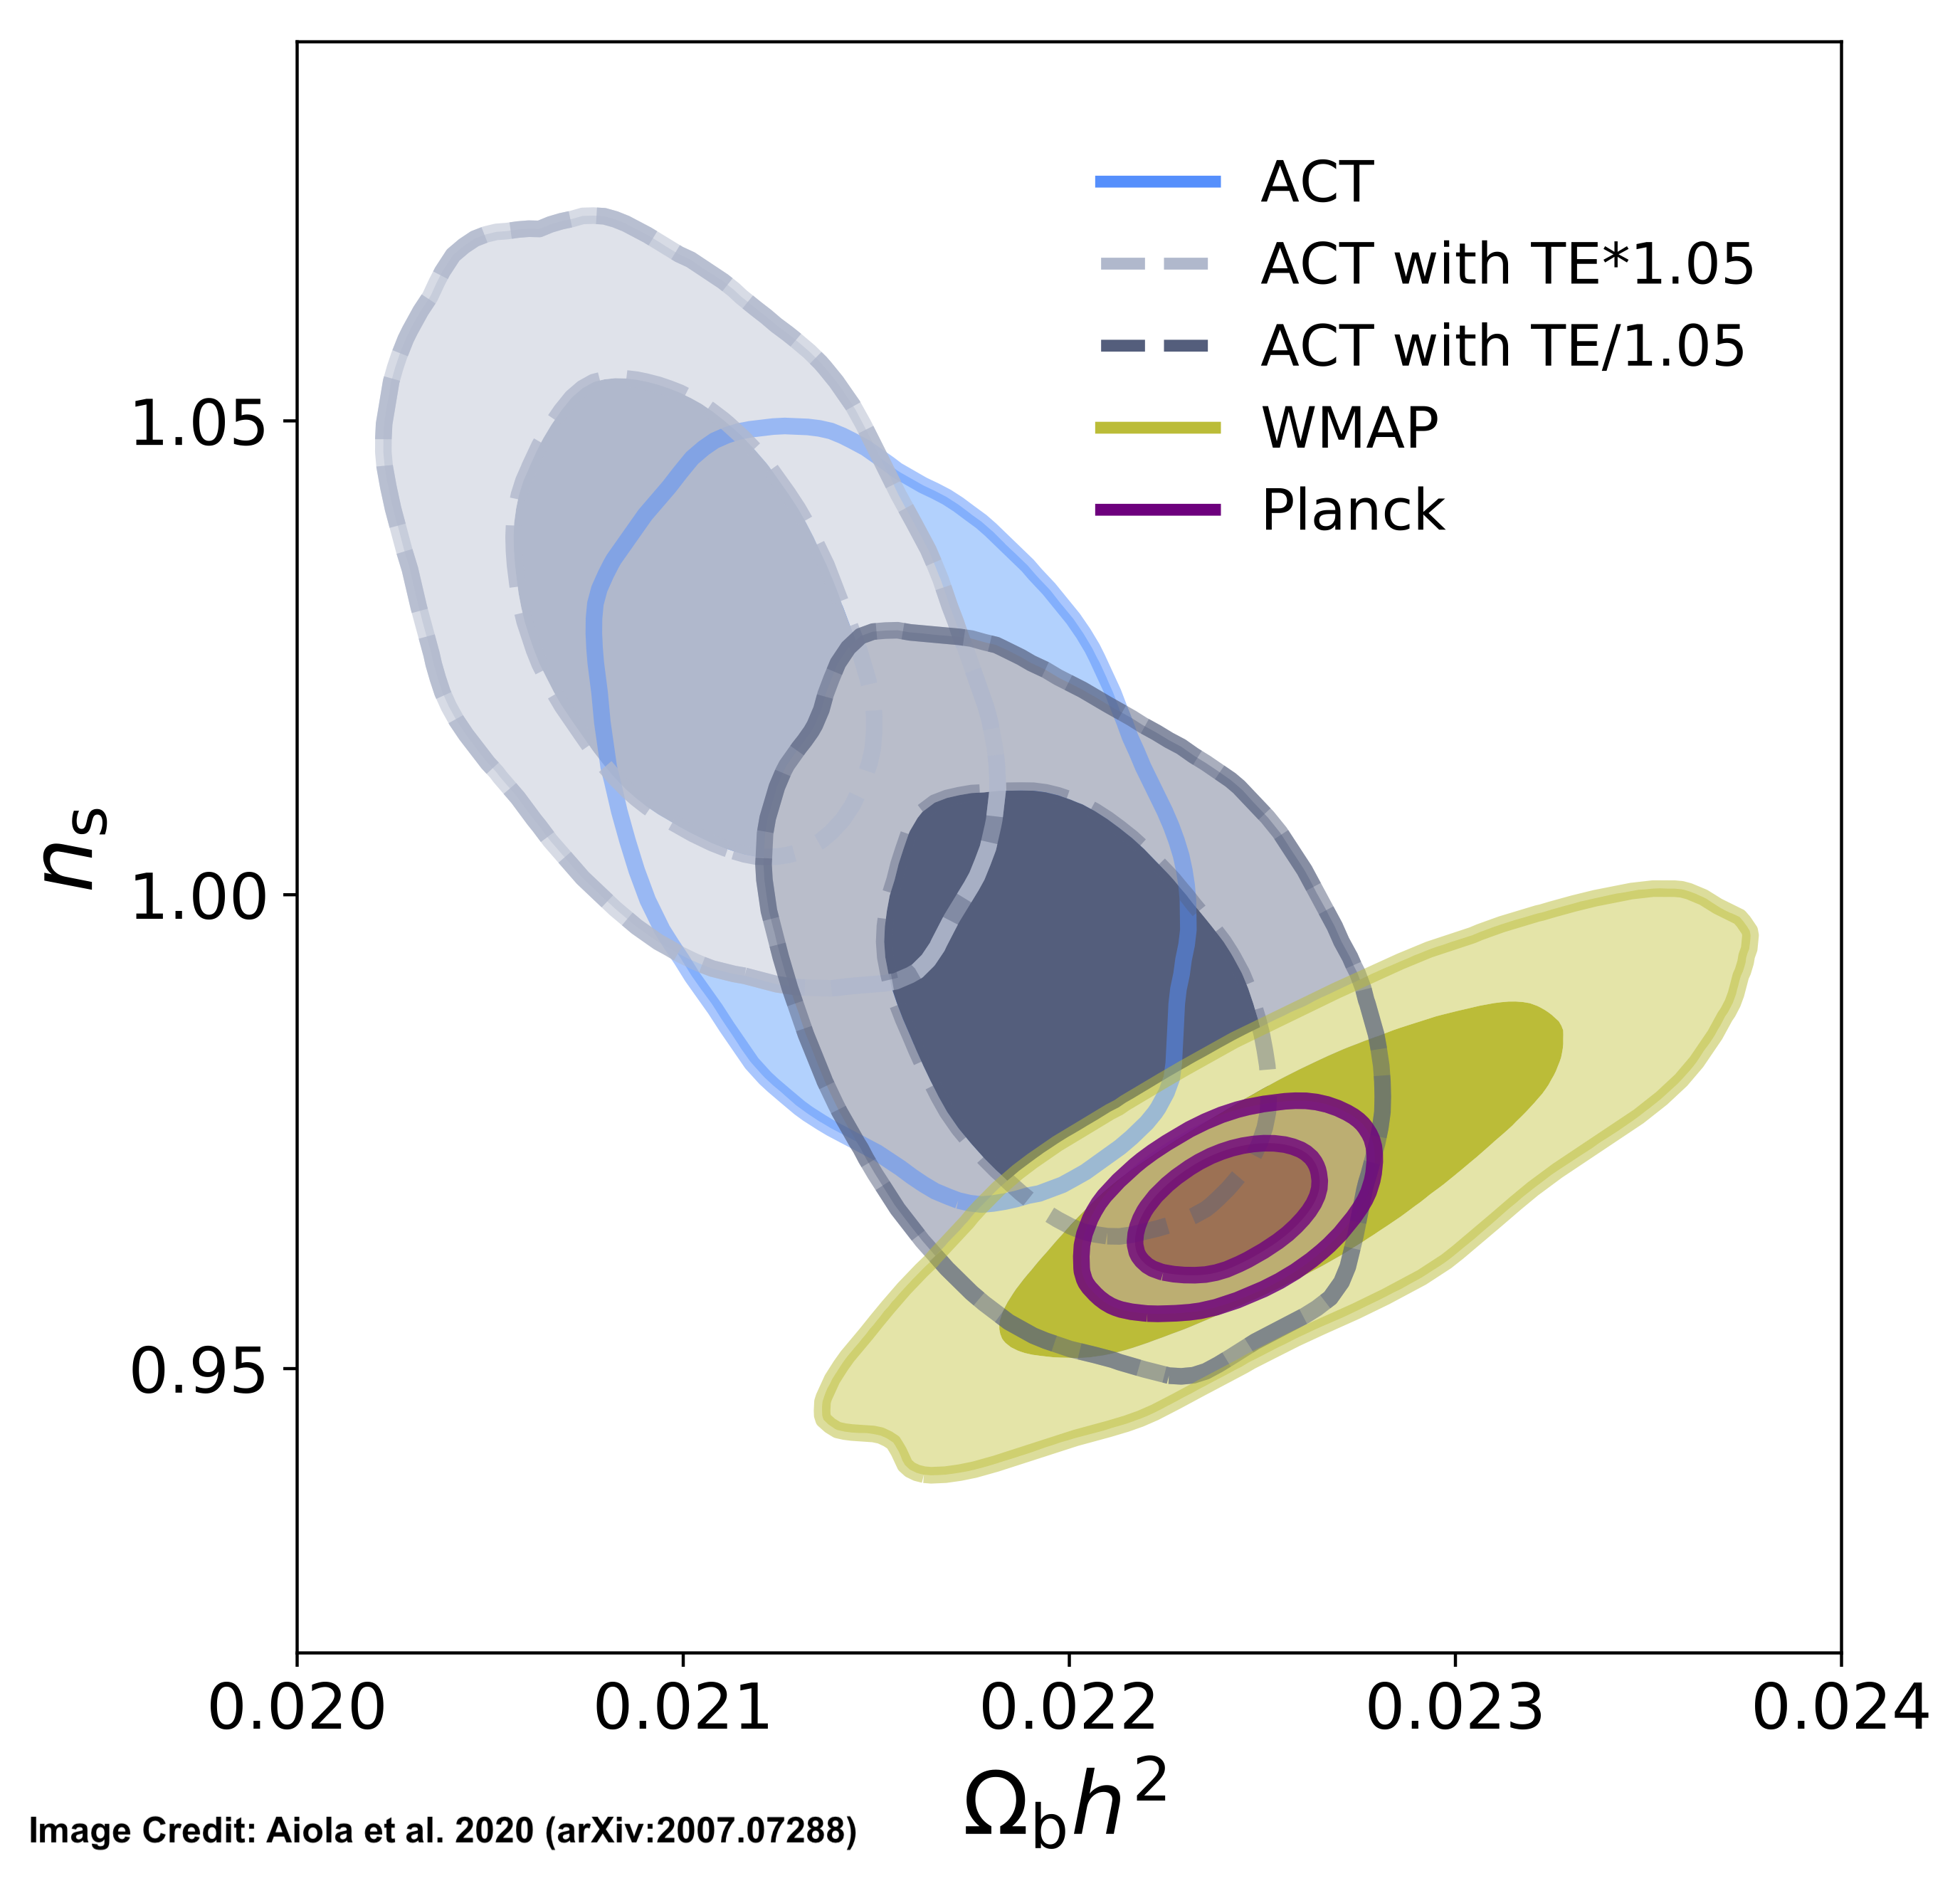 ACT
ACT with TE*1.05
ACT with TE/1.05
WMAP
Planck
1.05
1.00
0.95
n_s
0.020 0.021 0.022 0.023 0.024
Ω_b h²
Image Credit: Aiola et al. 2020 (arXiv:2007.07288)